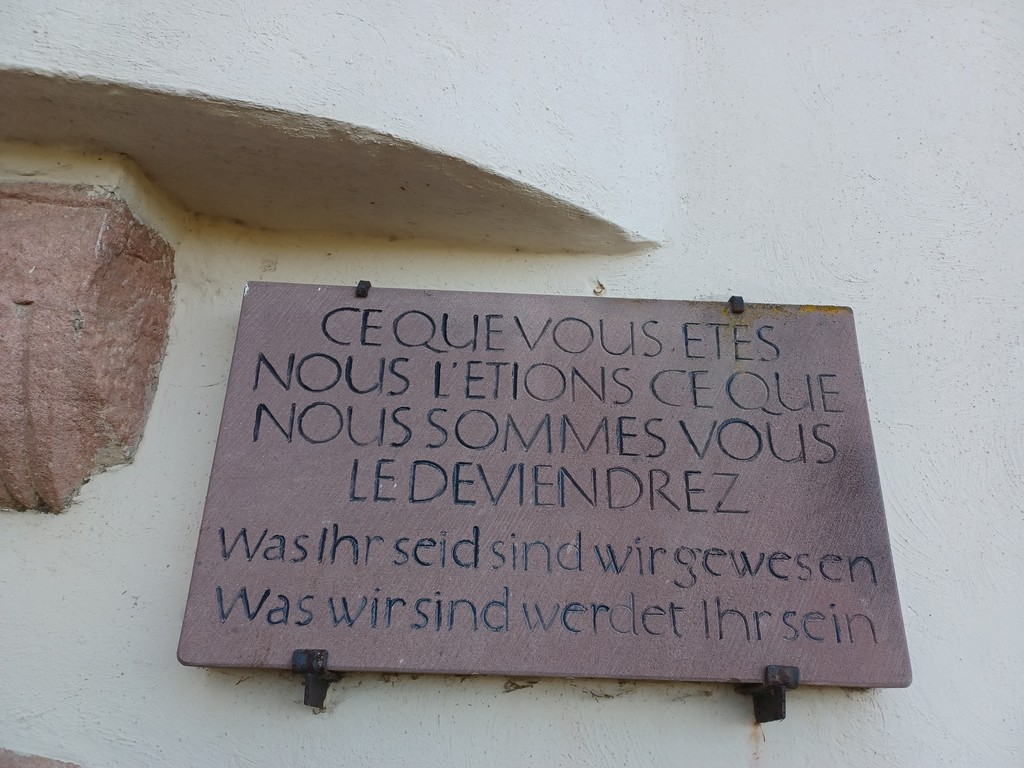 CE QUE VOUS ETES
NOUS L'ETIONS CE QUE
NOUS SOMMES VOUS
LE DEVIENDREZ
Was Ihr seid sind wir gewesen
Was wir sind werdet Ihr sein